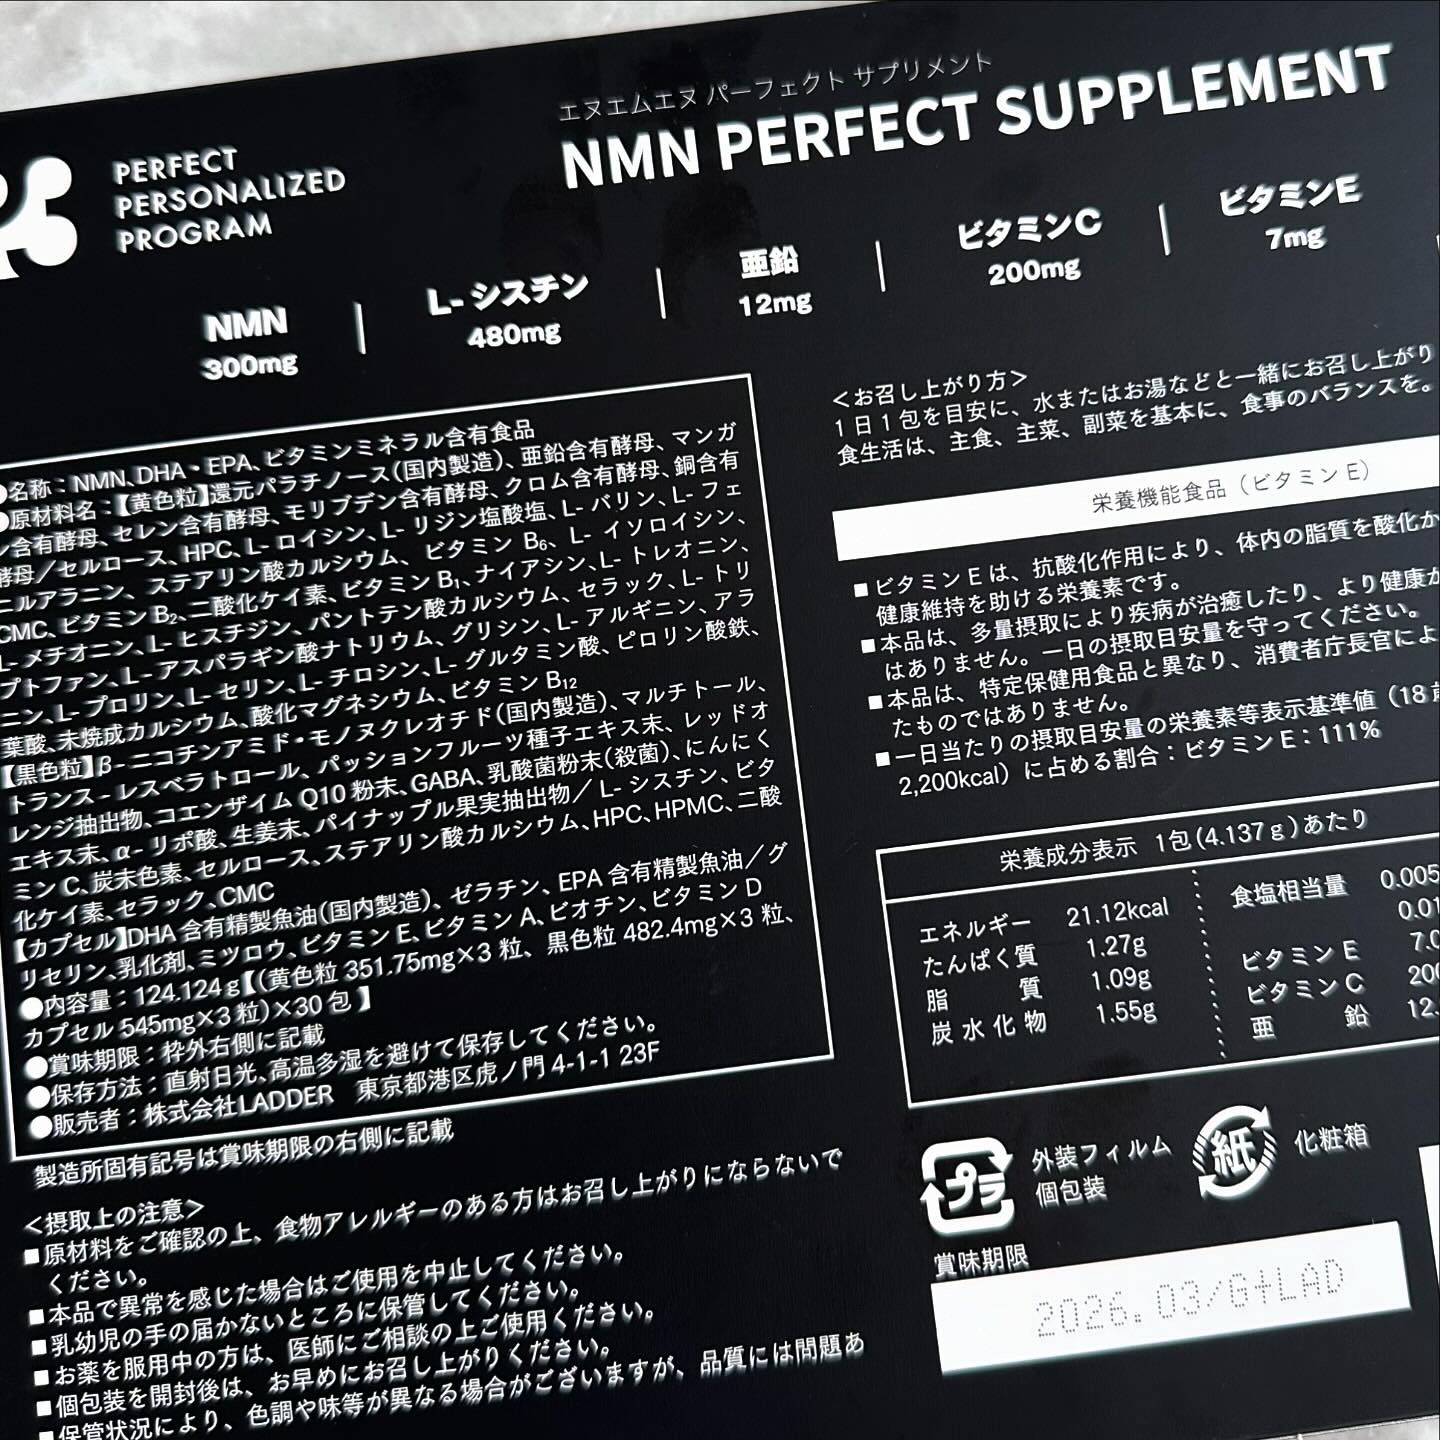 PERFECT
PERSONALIZED
PROGRAM
エヌエムエヌ パーフェクト サプリメント
NMN PERFECT SUPPLEMENT
NMN
300mg
L-シスチン
480mg
亜鉛
12mg
ビタミンC
200mg
ビタミンE
7mg
●名称：NMN、DHA・EPA、ビタミンミネラル含有食品
●原材料名：【黄色粒】還元パラチノース（国内製造）、亜鉛含有酵母、マンガ
ン含有酵母、セレン含有酵母、モリブデン含有酵母、クロム含有酵母、銅含有
酵母／セルロース、HPC、L-ロイシン、L-リジン塩酸塩、L-バリン、L-フェ
ニルアラニン、ステアリン酸カルシウム、ビタミン B₆、L-イソロイシン、
CMC、ビタミン B₂、二酸化ケイ素、ビタミン B₁、ナイアシン、L-トレオニン、
L-メチオニン、L-ヒスチジン、パントテン酸カルシウム、セラック、L-トリ
プトファン、L-アスパラギン酸ナトリウム、グリシン、L-アルギニン、アラ
ニン、L-プロリン、L-セリン、L-チロシン、L-グルタミン酸、ピロリン酸鉄、
葉酸、未焼成カルシウム、酸化マグネシウム、ビタミン B₁₂
【黒色粒】β-ニコチンアミド・モノヌクレオチド（国内製造）、マルチトール、
トランス-レスベラトロール、パッションフルーツ種子エキス末、レッドオ
レンジ抽出物、コエンザイム Q10 粉末、GABA、乳酸菌粉末（殺菌）、にんにく
エキス末、α-リポ酸、生姜末、パイナップル果実抽出物／L-シスチン、ビタ
ミン C、炭末色素、セルロース、ステアリン酸カルシウム、HPC、HPMC、二酸
化ケイ素、セラック、CMC
【カプセル】DHA 含有精製魚油（国内製造）、ゼラチン、EPA 含有精製魚油／グ
リセリン、乳化剤、ミツロウ、ビタミン E、ビタミン A、ビオチン、ビタミン D
●内容量：124.124ｇ【（黄色粒 351.75mg×3 粒、黒色粒 482.4mg×3 粒、
カプセル 545mg×3 粒）×30 包 】
●賞味期限：枠外右側に記載
●保存方法：直射日光、高温多湿を避けて保存してください。
●販売者：株式会社LADDER　東京都港区虎ノ門 4-1-1 23F
製造所固有記号は賞味期限の右側に記載
＜摂取上の注意＞
■原材料をご確認の上、食物アレルギーのある方はお召し上がりにならないで
ください。
■本品で異常を感じた場合はご使用を中止してください。
■乳幼児の手の届かないところに保管してください。
■お薬を服用中の方は、医師にご相談の上ご使用ください。
■個包装を開封後は、お早めにお召し上がりください。
■保管状況により、色調や味等が異なる場合がございますが、品質には問題あ
＜お召し上がり方＞
1日1包を目安に、水またはお湯などと一緒にお召し上がり
食生活は、主食、主菜、副菜を基本に、食事のバランスを。
栄養機能食品（ビタミンE）
■ビタミンEは、抗酸化作用により、体内の脂質を酸化か
健康維持を助ける栄養素です。
■本品は、多量摂取により疾病が治癒したり、より健康が
はありません。一日の摂取目安量を守ってください。
■本品は、特定保健用食品と異なり、消費者庁長官によ
たものではありません。
■一日当たりの摂取目安量の栄養素等表示基準値（18歳
2,200kcal）に占める割合：ビタミンE：111%
栄養成分表示 1包(4.137ｇ)あたり
エネルギー 21.12kcal
たんぱく質 1.27g
脂質 1.09g
炭水化物 1.55g
食塩相当量 0.005
0.01
ビタミンE 7.0
ビタミンC 200
亜鉛 12.
プラ
外装フィルム
個包装
紙
化粧箱
賞味期限
2026.03/G+LAD